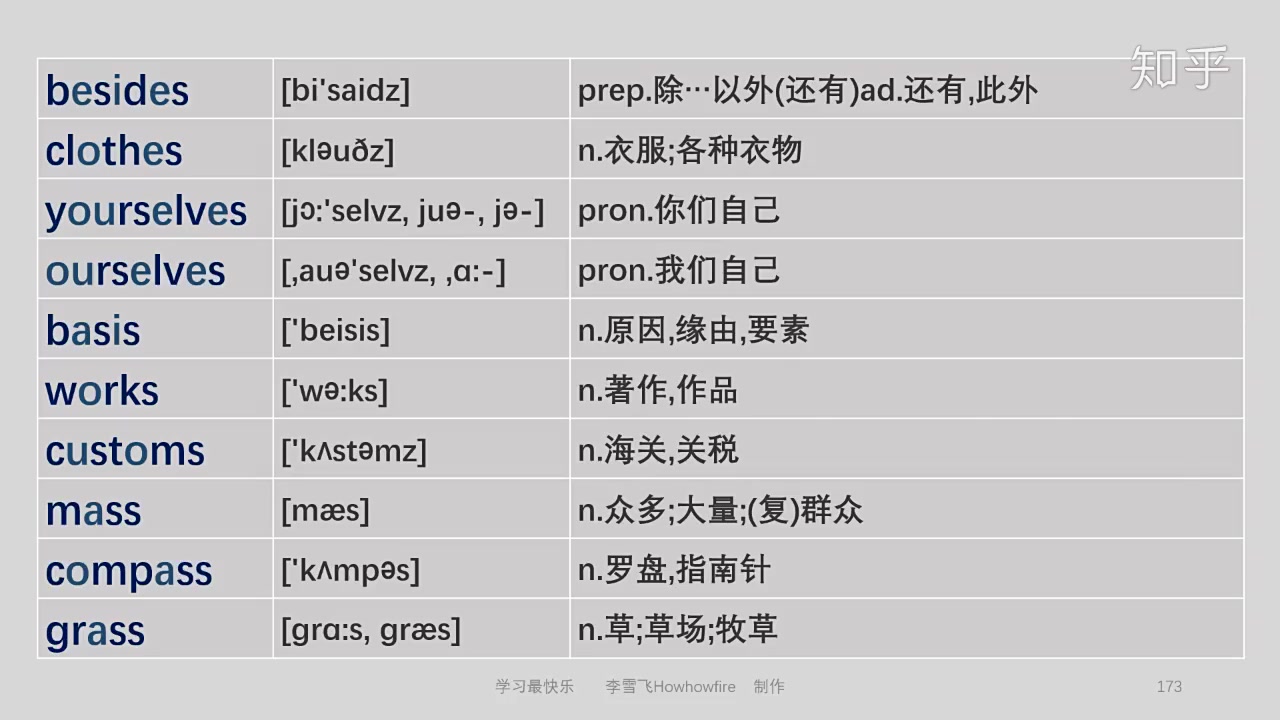 知乎
besides [bi'saidz] prep.除…以外(还有)ad.还有,此外
clothes [kləuðz] n.衣服;各种衣物
yourselves [jɔ:'selvz, juə-, jə-] pron.你们自己
ourselves [,auə'selvz, ,ɑ:-] pron.我们自己
basis ['beisis] n.原因,缘由,要素
works ['wə:ks] n.著作,作品
customs ['kʌstəmz] n.海关,关税
mass [mæs] n.众多;大量;(复)群众
compass ['kʌmpəs] n.罗盘,指南针
grass [grɑ:s, græs] n.草;草场;牧草
学习最快乐 李雪飞Howhowfire 制作 173